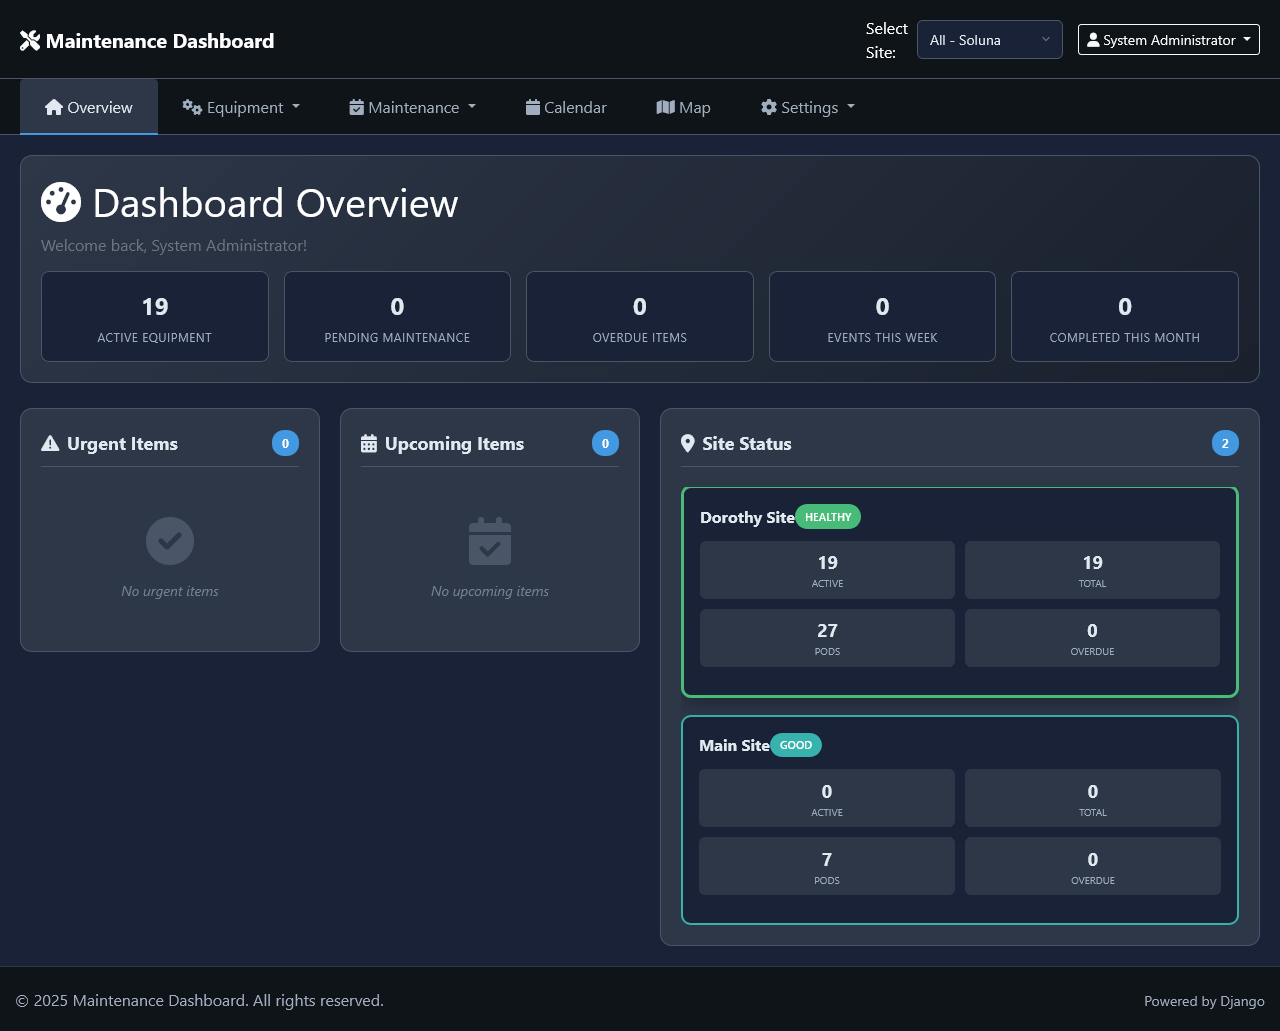 Maintenance Dashboard
Select
Site:
All - Soluna
System Administrator
Overview
Equipment
Maintenance
Calendar
Map
Settings
Dashboard Overview
Welcome back, System Administrator!
19
ACTIVE EQUIPMENT
0
PENDING MAINTENANCE
0
OVERDUE ITEMS
0
EVENTS THIS WEEK
0
COMPLETED THIS MONTH
Urgent Items
0
No urgent items
Upcoming Items
0
No upcoming items
Site Status
2
Dorothy Site
HEALTHY
19
ACTIVE
19
TOTAL
27
PODS
0
OVERDUE
Main Site
GOOD
0
ACTIVE
0
TOTAL
7
PODS
0
OVERDUE
© 2025 Maintenance Dashboard. All rights reserved.
Powered by Django